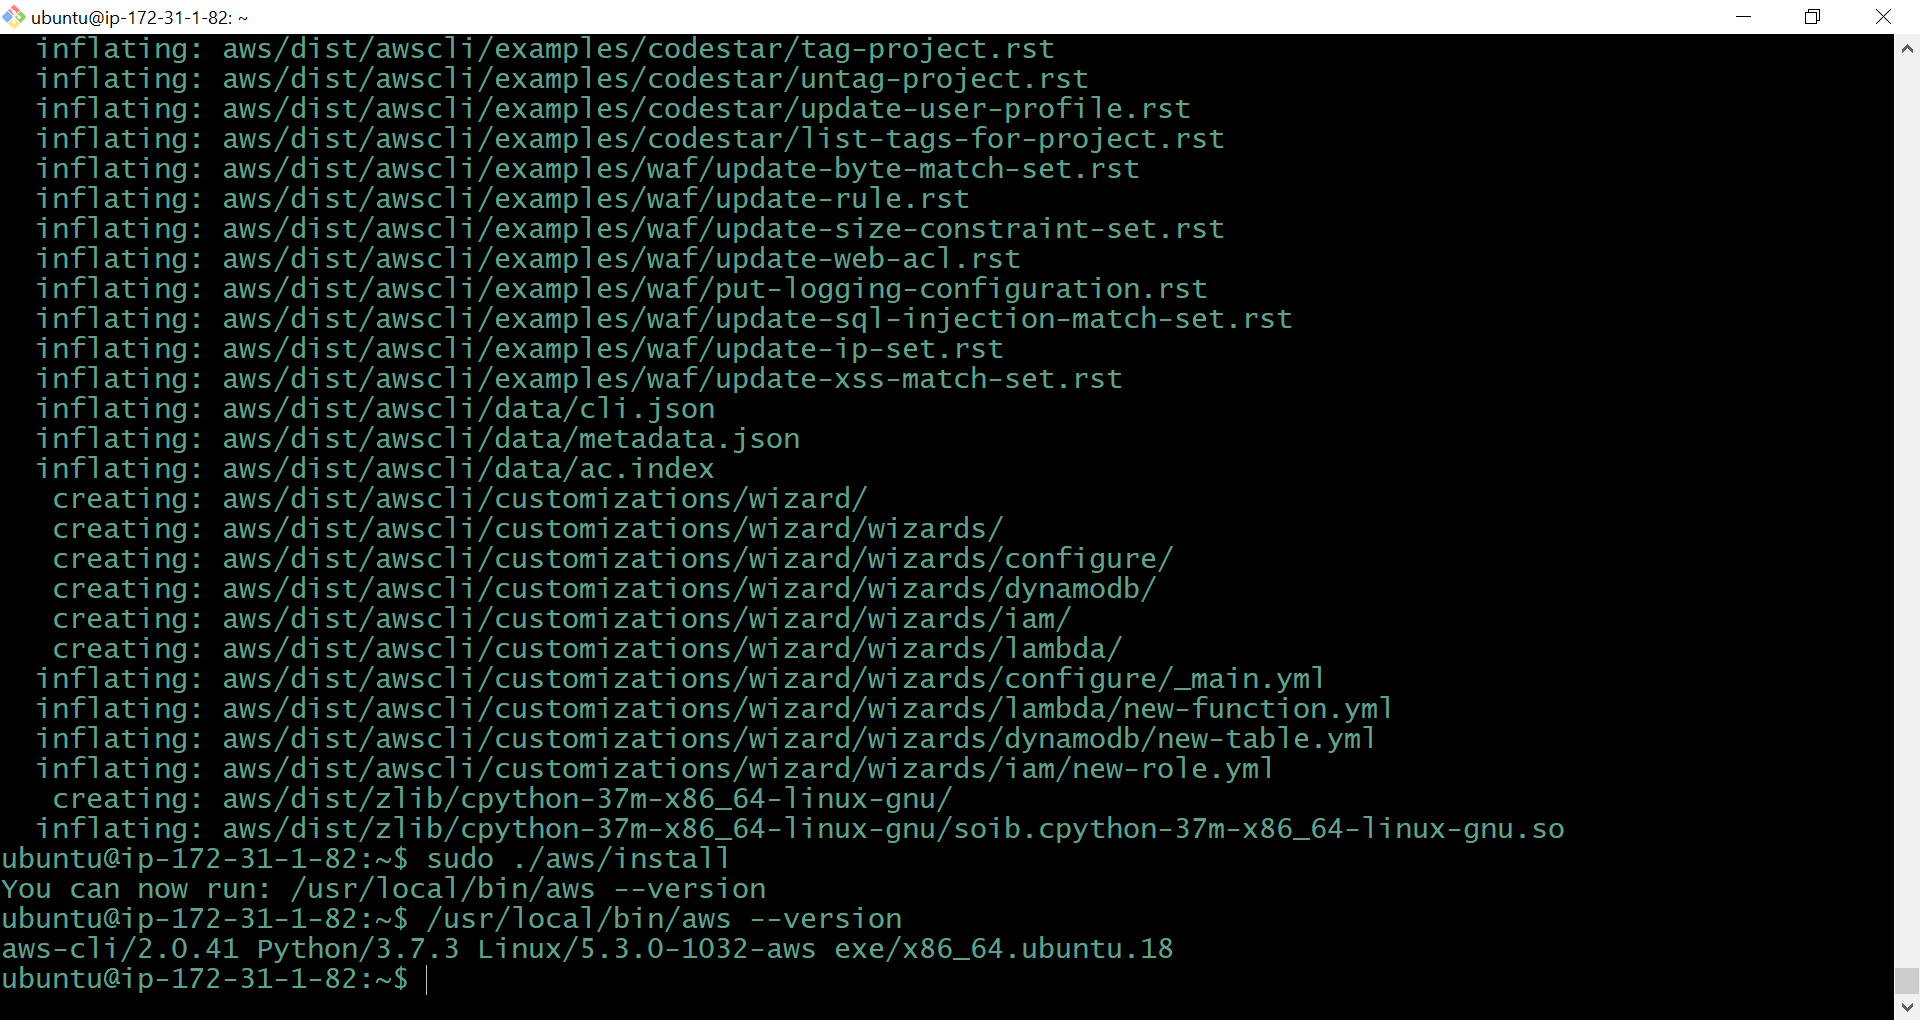 ubuntu@ip-172-31-1-82: ~
inflating: aws/dist/awscli/examples/codestar/tag-project.rst
inflating: aws/dist/awscli/examples/codestar/untag-project.rst
inflating: aws/dist/awscli/examples/codestar/update-user-profile.rst
inflating: aws/dist/awscli/examples/codestar/list-tags-for-project.rst
inflating: aws/dist/awscli/examples/waf/update-byte-match-set.rst
inflating: aws/dist/awscli/examples/waf/update-rule.rst
inflating: aws/dist/awscli/examples/waf/update-size-constraint-set.rst
inflating: aws/dist/awscli/examples/waf/update-web-acl.rst
inflating: aws/dist/awscli/examples/waf/put-logging-configuration.rst
inflating: aws/dist/awscli/examples/waf/update-sql-injection-match-set.rst
inflating: aws/dist/awscli/examples/waf/update-ip-set.rst
inflating: aws/dist/awscli/examples/waf/update-xss-match-set.rst
inflating: aws/dist/awscli/data/cli.json
inflating: aws/dist/awscli/data/metadata.json
inflating: aws/dist/awscli/data/ac.index
creating: aws/dist/awscli/customizations/wizard/
creating: aws/dist/awscli/customizations/wizard/wizards/
creating: aws/dist/awscli/customizations/wizard/wizards/configure/
creating: aws/dist/awscli/customizations/wizard/wizards/dynamodb/
creating: aws/dist/awscli/customizations/wizard/wizards/iam/
creating: aws/dist/awscli/customizations/wizard/wizards/lambda/
inflating: aws/dist/awscli/customizations/wizard/wizards/configure/_main.yml
inflating: aws/dist/awscli/customizations/wizard/wizards/lambda/new-function.yml
inflating: aws/dist/awscli/customizations/wizard/wizards/dynamodb/new-table.yml
inflating: aws/dist/awscli/customizations/wizard/wizards/iam/new-role.yml
creating: aws/dist/zlib/cpython-37m-x86_64-linux-gnu/
inflating: aws/dist/zlib/cpython-37m-x86_64-linux-gnu/soib.cpython-37m-x86_64-linux-gnu.so
ubuntu@ip-172-31-1-82:~$ sudo ./aws/install
You can now run: /usr/local/bin/aws --version
ubuntu@ip-172-31-1-82:~$ /usr/local/bin/aws --version
aws-cli/2.0.41 Python/3.7.3 Linux/5.3.0-1032-aws exe/x86_64.ubuntu.18
ubuntu@ip-172-31-1-82:~$